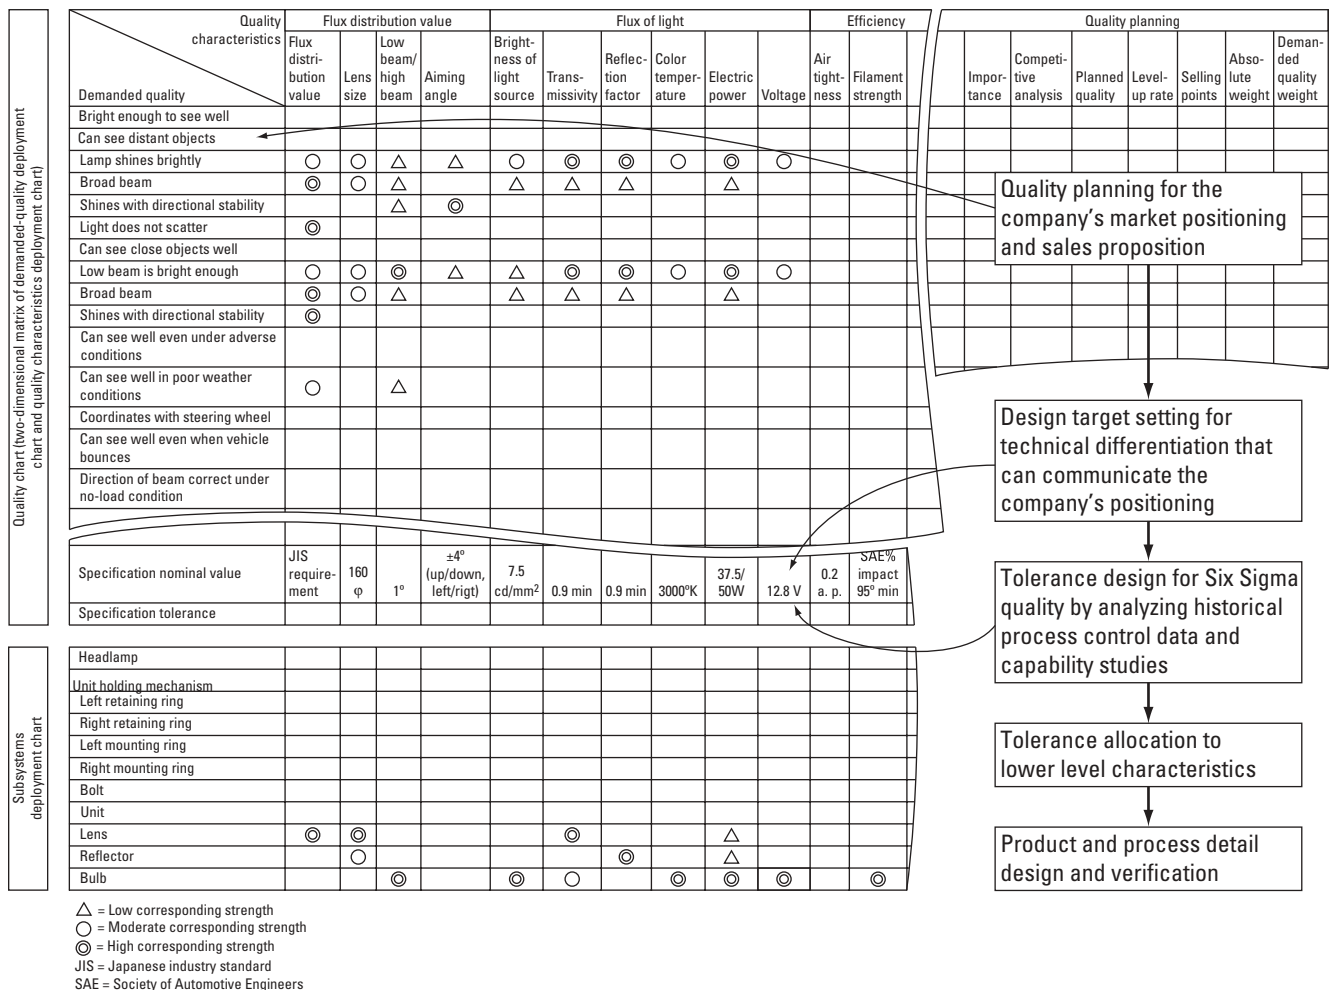 Quality chart (two-dimensional matrix of demanded-quality deployment
chart and quality characteristics deployment chart)
Quality
characteristics
Demanded quality
Flux distribution value
Flux of light
Efficiency
Quality planning
Flux
distri-
bution
value
Lens
size
Low
beam/
high
beam
Aiming
angle
Bright-
ness of
light
source
Trans-
missivity
Reflec-
tion
factor
Color
temper-
ature
Electric
power
Voltage
Air
tight-
ness
Filament
strength
Impor-
tance
Competi-
tive
analysis
Planned
quality
Level-
up rate
Selling
points
Abso-
lute
weight
Deman-
ded
quality
weight
Bright enough to see well
Can see distant objects
Lamp shines brightly
Broad beam
Shines with directional stability
Light does not scatter
Can see close objects well
Low beam is bright enough
Broad beam
Shines with directional stability
Can see well even under adverse
conditions
Can see well in poor weather
conditions
Coordinates with steering wheel
Can see well even when vehicle
bounces
Direction of beam correct under
no-load condition
Specification nominal value
JIS
require-
ment
160
φ
1°
±4°
(up/down,
left/rigt)
7.5
cd/mm²
0.9 min
0.9 min
3000°K
37.5/
50W
12.8 V
0.2
a. p.
SAE%
impact
95° min
Specification tolerance
Subsystems
deployment chart
Headlamp
Unit holding mechanism
Left retaining ring
Right retaining ring
Left mounting ring
Right mounting ring
Bolt
Unit
Lens
Reflector
Bulb
Quality planning for the
company's market positioning
and sales proposition
Design target setting for
technical differentiation that
can communicate the
company's positioning
Tolerance design for Six Sigma
quality by analyzing historical
process control data and
capability studies
Tolerance allocation to
lower level characteristics
Product and process detail
design and verification
△ = Low corresponding strength
○ = Moderate corresponding strength
◎ = High corresponding strength
JIS = Japanese industry standard
SAE = Society of Automotive Engineers